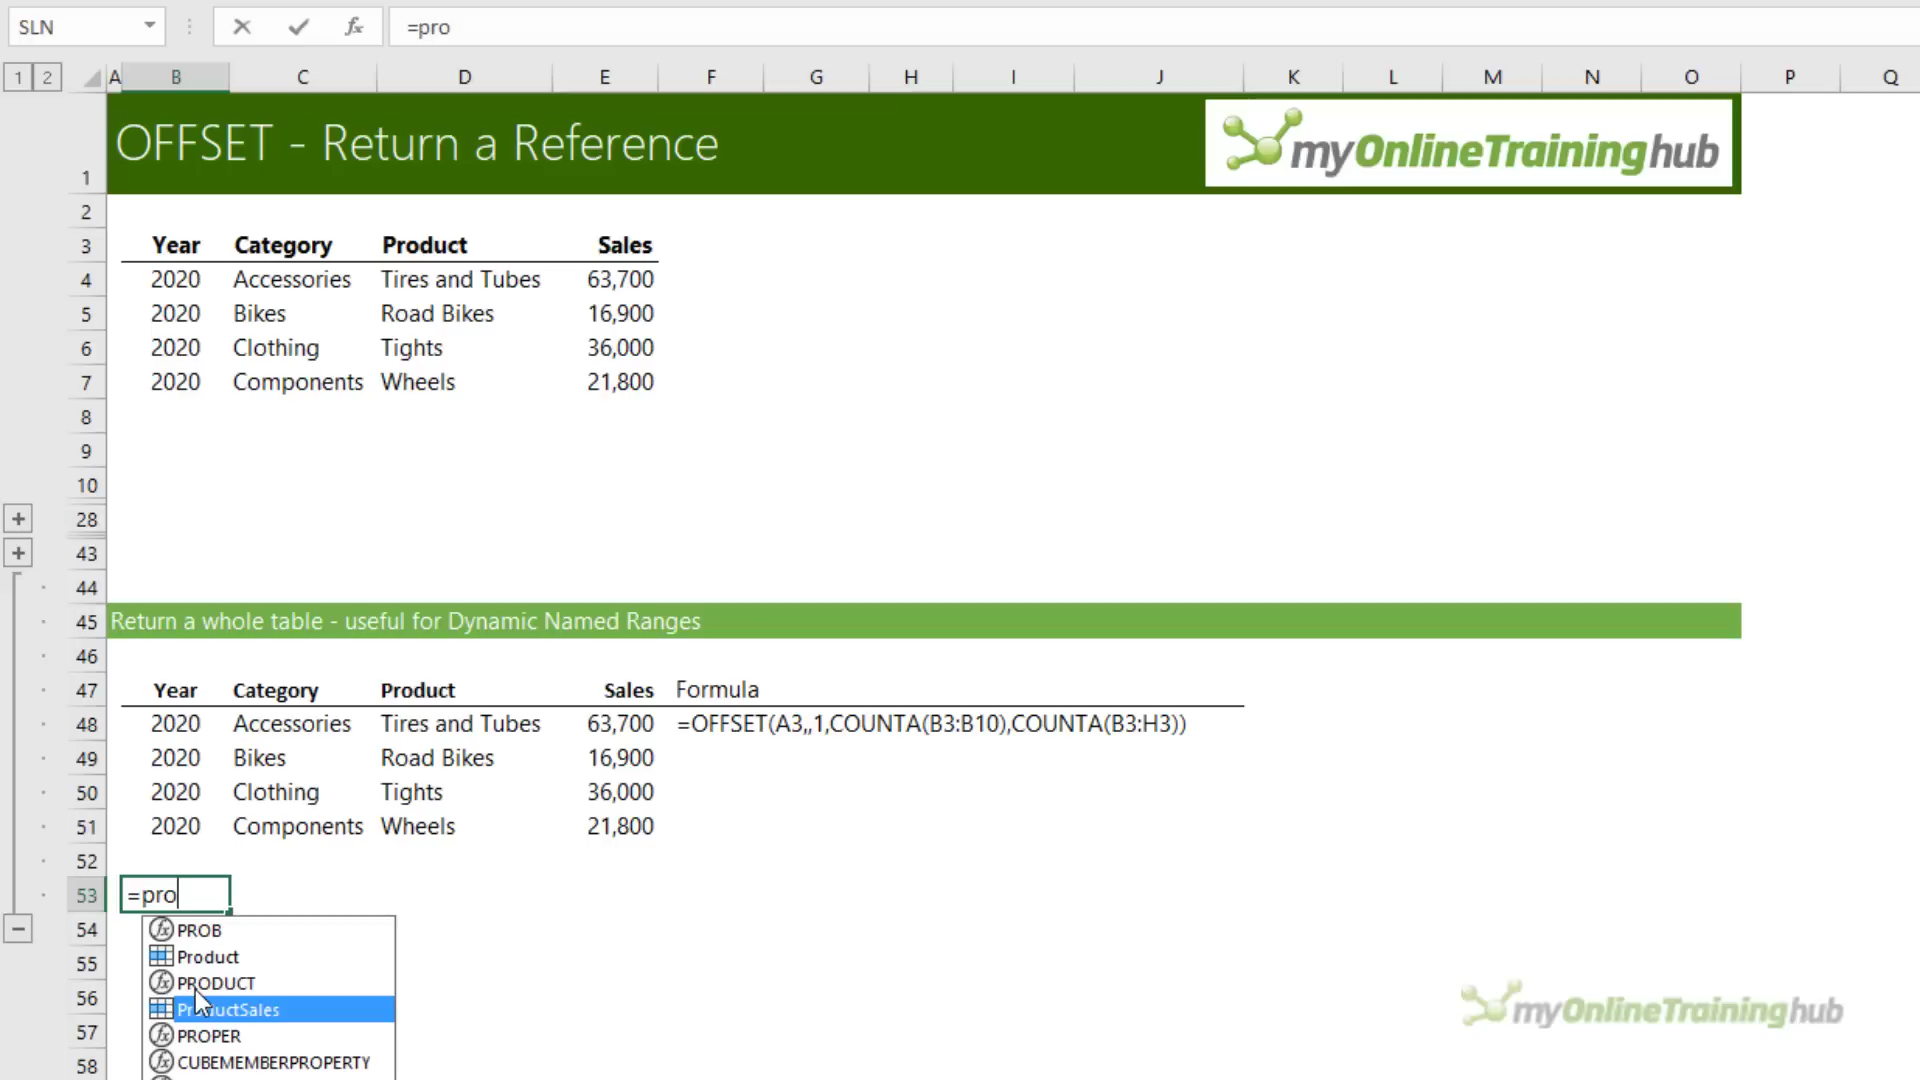 SLN
fx
=pro
1 2
A B C D E F G H I J K L M N O P Q
1 OFFSET - Return a Reference
myOnlineTraininghub
2
3 Year Category Product Sales
4 2020 Accessories Tires and Tubes 63,700
5 2020 Bikes Road Bikes 16,900
6 2020 Clothing Tights 36,000
7 2020 Components Wheels 21,800
8
9
10
28
43
44
45 Return a whole table - useful for Dynamic Named Ranges
46
47 Year Category Product Sales Formula
48 2020 Accessories Tires and Tubes 63,700 =OFFSET(A3,,1,COUNTA(B3:B10),COUNTA(B3:H3))
49 2020 Bikes Road Bikes 16,900
50 2020 Clothing Tights 36,000
51 2020 Components Wheels 21,800
52
53 =pro
54 fx PROB
55 Product
fx PRODUCT
56 ProductSales
57 fx PROPER
58 fx CUBEMEMBERPROPERTY
myOnlineTraininghub